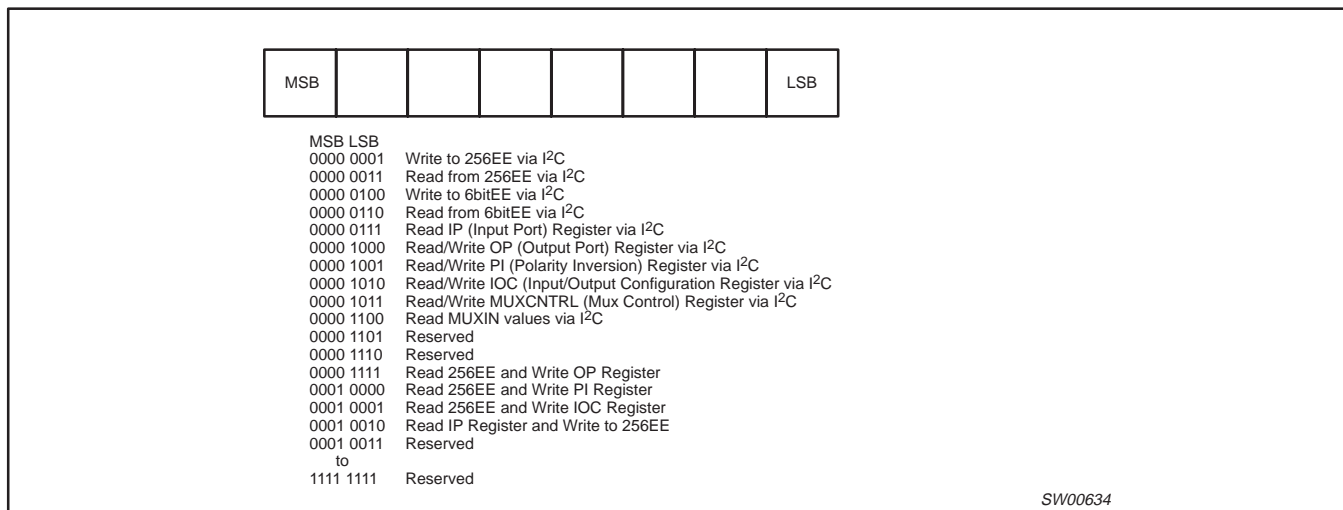 MSB LSB
MSB LSB
0000 0001 Write to 256EE via I²C
0000 0011 Read from 256EE via I²C
0000 0100 Write to 6bitEE via I²C
0000 0110 Read from 6bitEE via I²C
0000 0111 Read IP (Input Port) Register via I²C
0000 1000 Read/Write OP (Output Port) Register via I²C
0000 1001 Read/Write PI (Polarity Inversion) Register via I²C
0000 1010 Read/Write IOC (Input/Output Configuration Register via I²C
0000 1011 Read/Write MUXCNTRL (Mux Control) Register via I²C
0000 1100 Read MUXIN values via I²C
0000 1101 Reserved
0000 1110 Reserved
0000 1111 Read 256EE and Write OP Register
0001 0000 Read 256EE and Write PI Register
0001 0001 Read 256EE and Write IOC Register
0001 0010 Read IP Register and Write to 256EE
0001 0011 Reserved
to
1111 1111 Reserved
SW00634